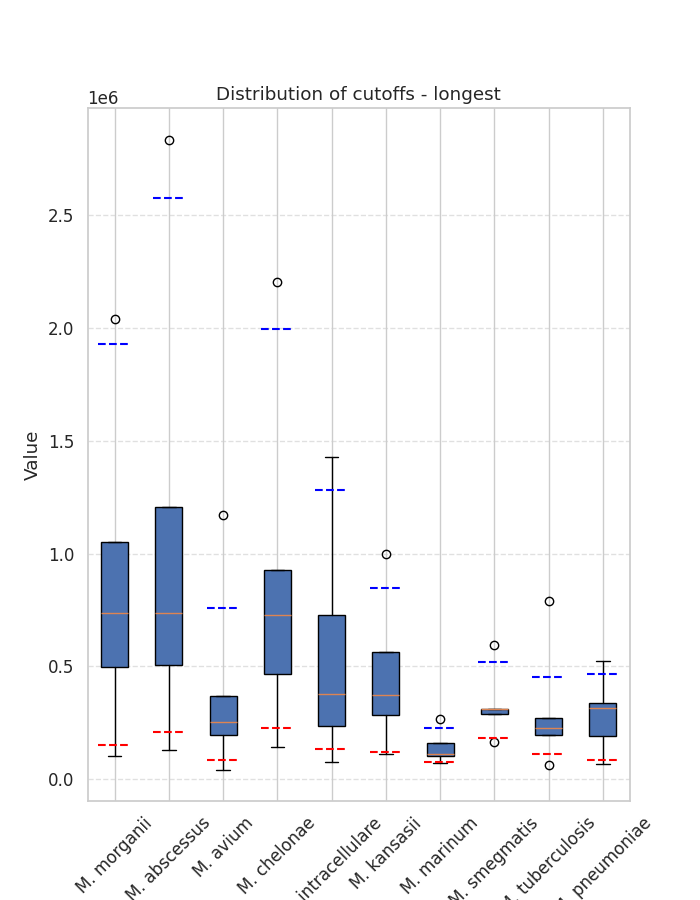 Distribution of cutoffs - longest
1e6
Value
2.5
2.0
1.5
1.0
0.5
0.0
M. morganii
M. abscessus
M. avium
M. chelonae
intracellulare
M. kansasii
M. marinum
M. smegmatis
tuberculosis
pneumoniae